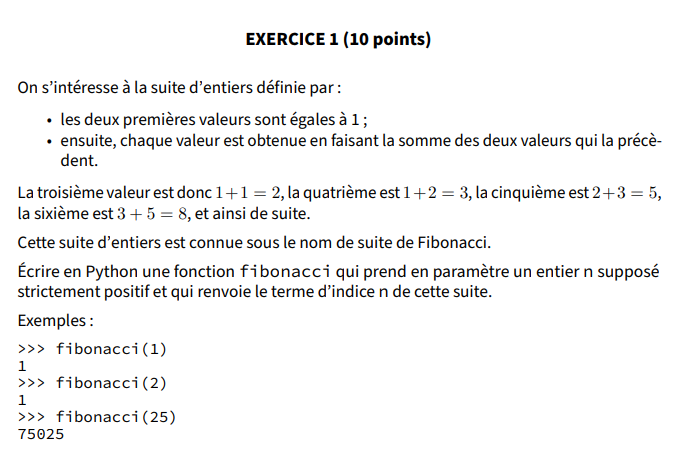 EXERCICE 1 (10 points)
On s’intéresse à la suite d’entiers définie par :
• les deux premières valeurs sont égales à 1 ;
• ensuite, chaque valeur est obtenue en faisant la somme des deux valeurs qui la précè-
dent.
La troisième valeur est donc 1 + 1 = 2, la quatrième est 1 + 2 = 3, la cinquième est 2 + 3 = 5,
la sixième est 3 + 5 = 8, et ainsi de suite.
Cette suite d’entiers est connue sous le nom de suite de Fibonacci.
Écrire en Python une fonction fibonacci qui prend en paramètre un entier n supposé
strictement positif et qui renvoie le terme d’indice n de cette suite.
Exemples :
>>> fibonacci(1)
1
>>> fibonacci(2)
1
>>> fibonacci(25)
75025